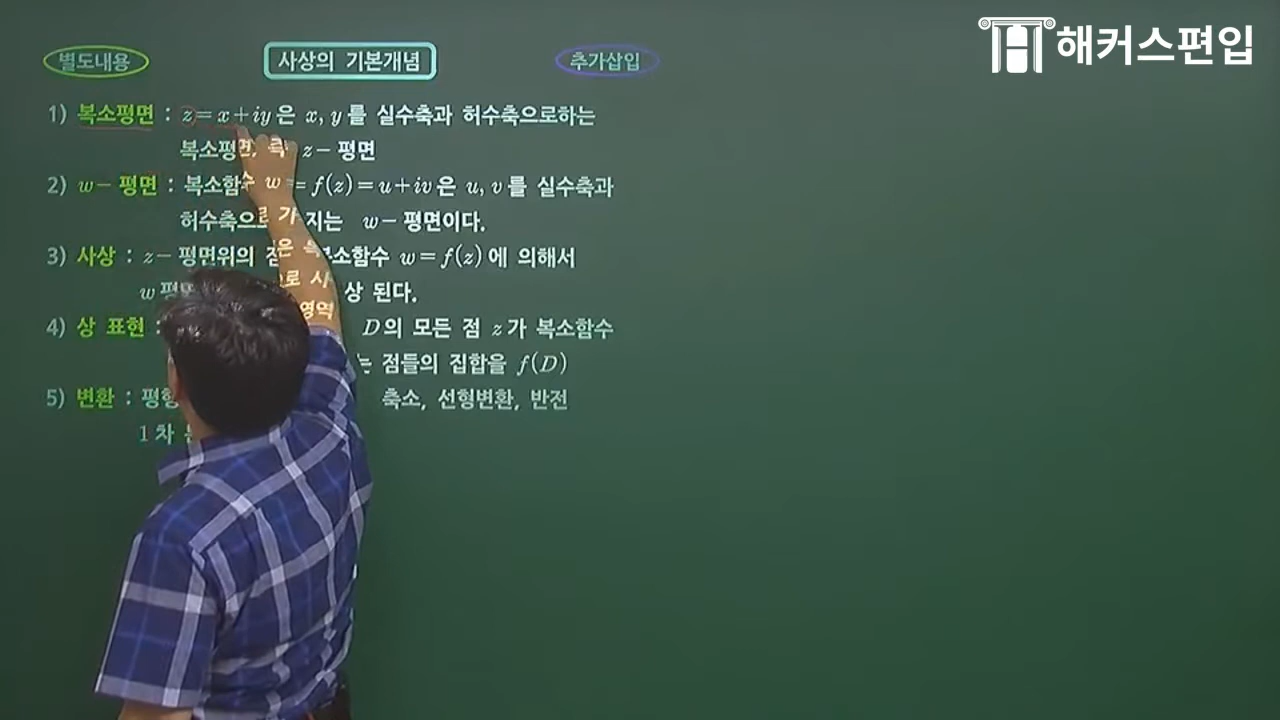 별도내용
사상의 기본개념
추가삽입
해커스편입
1) 복소평면 : z = x + iy 은 x, y 를 실수축과 허수축으로하는
복소평면, 즉 z - 평면
2) w - 평면 : 복소함수 w = f(z) = u + iv 은 u, v 를 실수축과
허수축으로 가지는 w - 평면이다.
3) 사상 : z - 평면위의 점은 복소함수 w = f(z) 에 의해서
w 평면 로 사상 된다.
4) 상 표현 : 영역 D의 모든 점 z 가 복소함수
는 점들의 집합을 f(D)
5) 변환 : 축소, 선형변환, 반전
1차